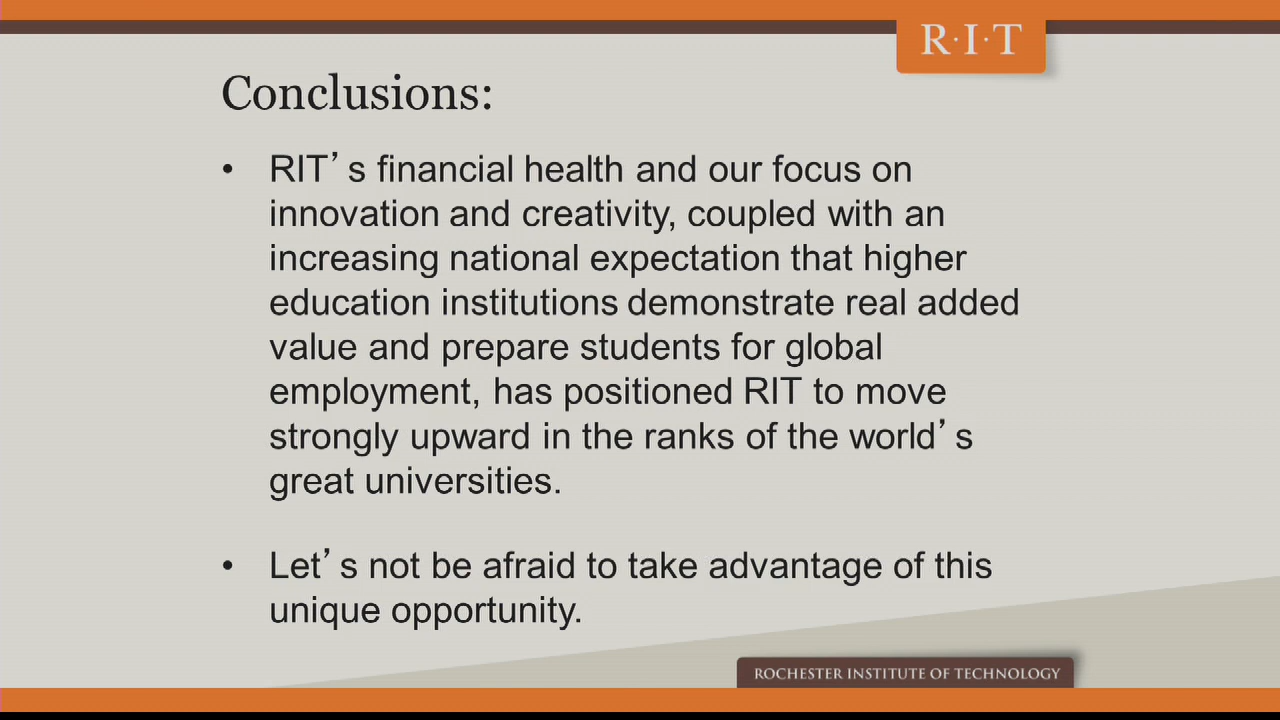 R·I·T
Conclusions:
• RIT’s financial health and our focus on
innovation and creativity, coupled with an
increasing national expectation that higher
education institutions demonstrate real added
value and prepare students for global
employment, has positioned RIT to move
strongly upward in the ranks of the world’s
great universities.
• Let’s not be afraid to take advantage of this
unique opportunity.
ROCHESTER INSTITUTE OF TECHNOLOGY